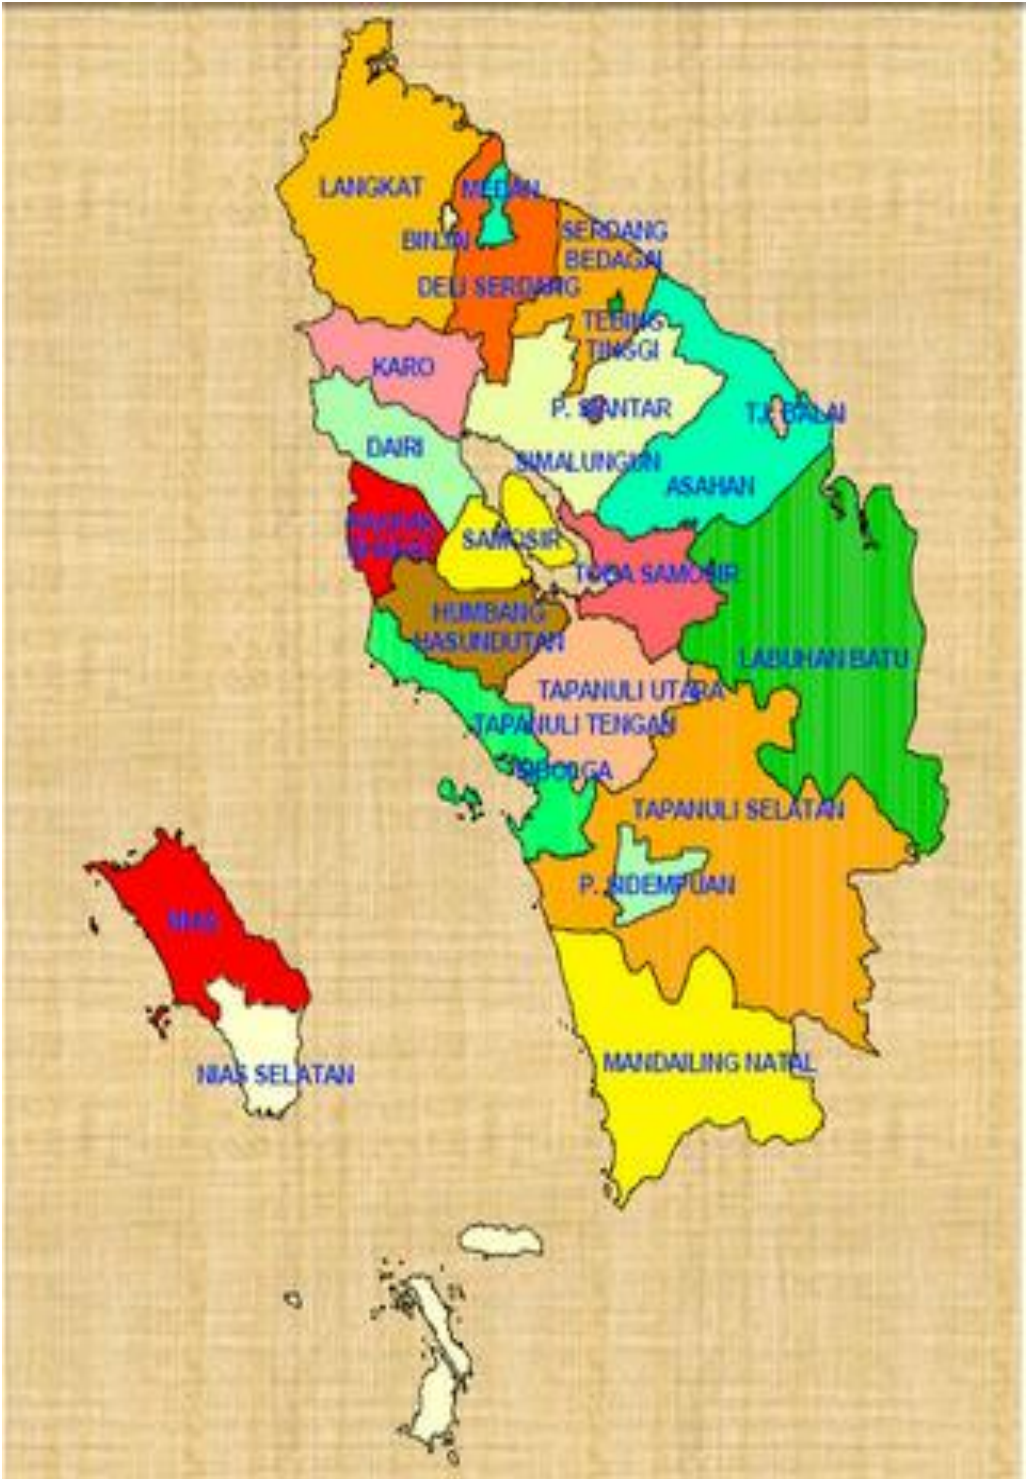 LANGKAT
MEDAN
BINJAI
SERDANG
BEDAGAI
DELI SERDANG
TEBING
TINGGI
KARO
P. SIANTAR
TJ. BALAI
DAIRI
SIMALUNGUN
ASAHAN
SAMOSIR
TOBA SAMOSIR
HUMBANG
HASUNDUTAN
LABUHAN BATU
TAPANULI UTARA
TAPANULI TENGAH
SIBOLGA
TAPANULI SELATAN
P. SIDEMPUAN
NIAS
MANDAILING NATAL
NIAS SELATAN